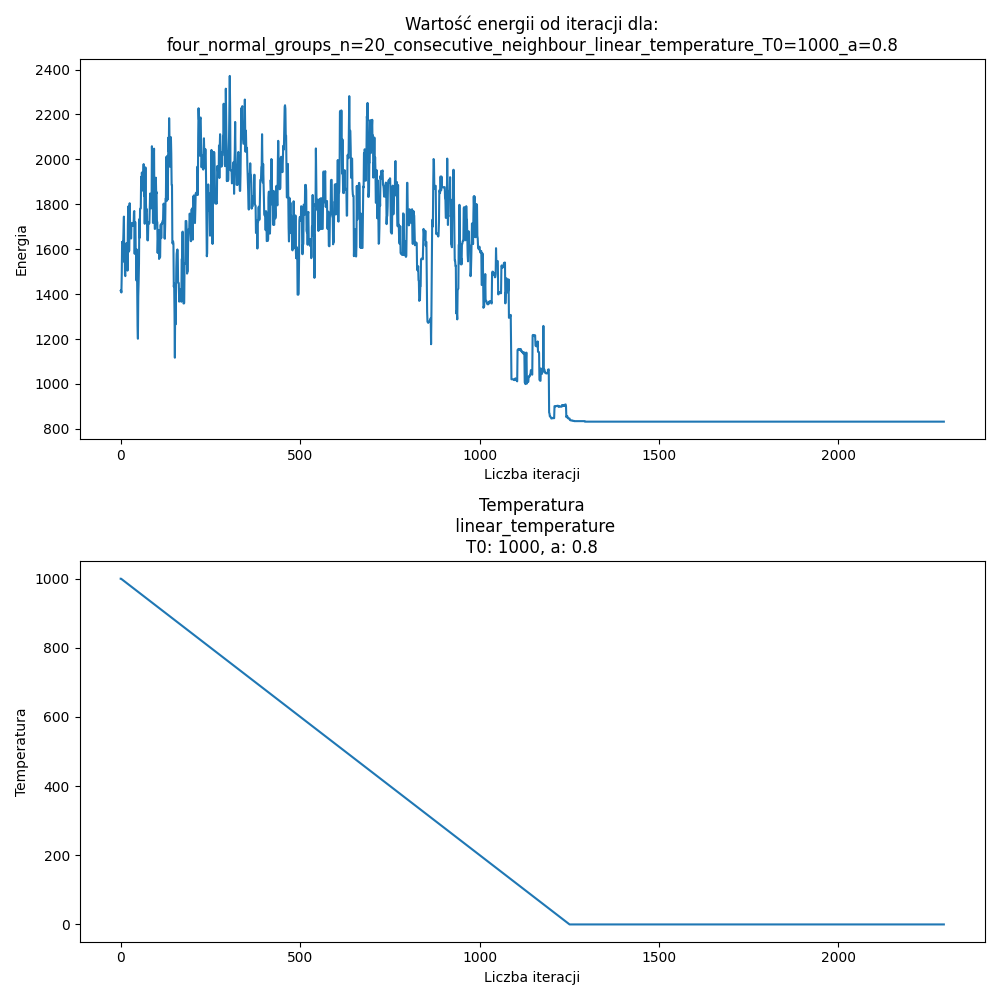 Wartość energii od iteracji dla:
four_normal_groups_n=20_consecutive_neighbour_linear_temperature_T0=1000_a=0.8
2400
2200
2000
1800
1600
1400
1200
1000
800
Energia
0 500 1000 1500 2000
Liczba iteracji
Temperatura
linear_temperature
T0: 1000, a: 0.8
1000
800
600
400
200
0
Temperatura
0 500 1000 1500 2000
Liczba iteracji